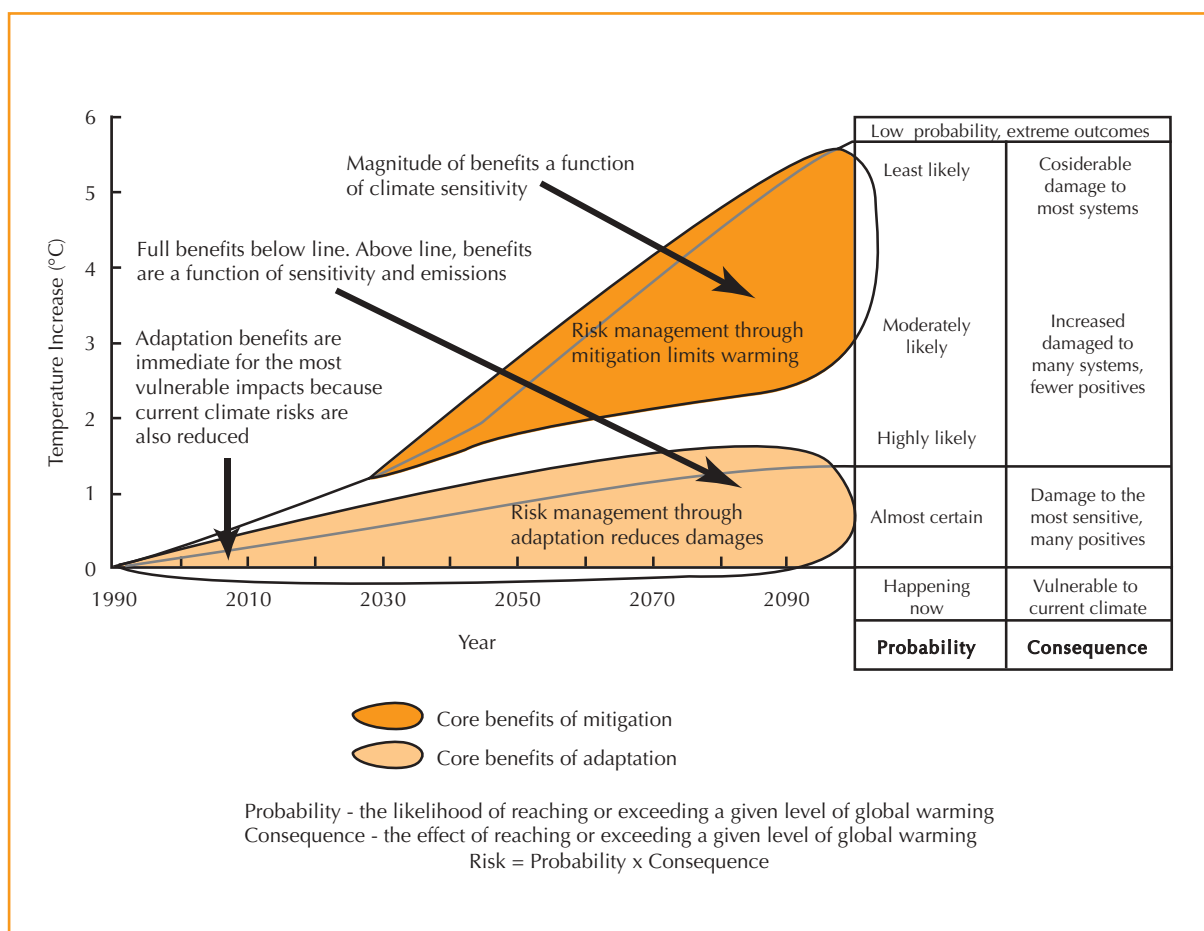 6
5
4
3
2
1
0
Temperature Increase (°C)
1990
2010
2030
2050
2070
2090
Year
Magnitude of benefits a function
of climate sensitivity
Full benefits below line. Above line, benefits
are a function of sensitivity and emissions
Adaptation benefits are
immediate for the most
vulnerable impacts because
current climate risks are
also reduced
Risk management through
mitigation limits warming
Risk management through
adaptation reduces damages
Low probability, extreme outcomes
Least likely
Cosiderable
damage to
most systems
Moderately
likely
Increased
damaged to
many systems,
fewer positives
Highly likely
Almost certain
Damage to the
most sensitive,
many positives
Happening
now
Vulnerable to
current climate
Probability
Consequence
Core benefits of mitigation
Core benefits of adaptation
Probability - the likelihood of reaching or exceeding a given level of global warming
Consequence - the effect of reaching or exceeding a given level of global warming
Risk = Probability x Consequence